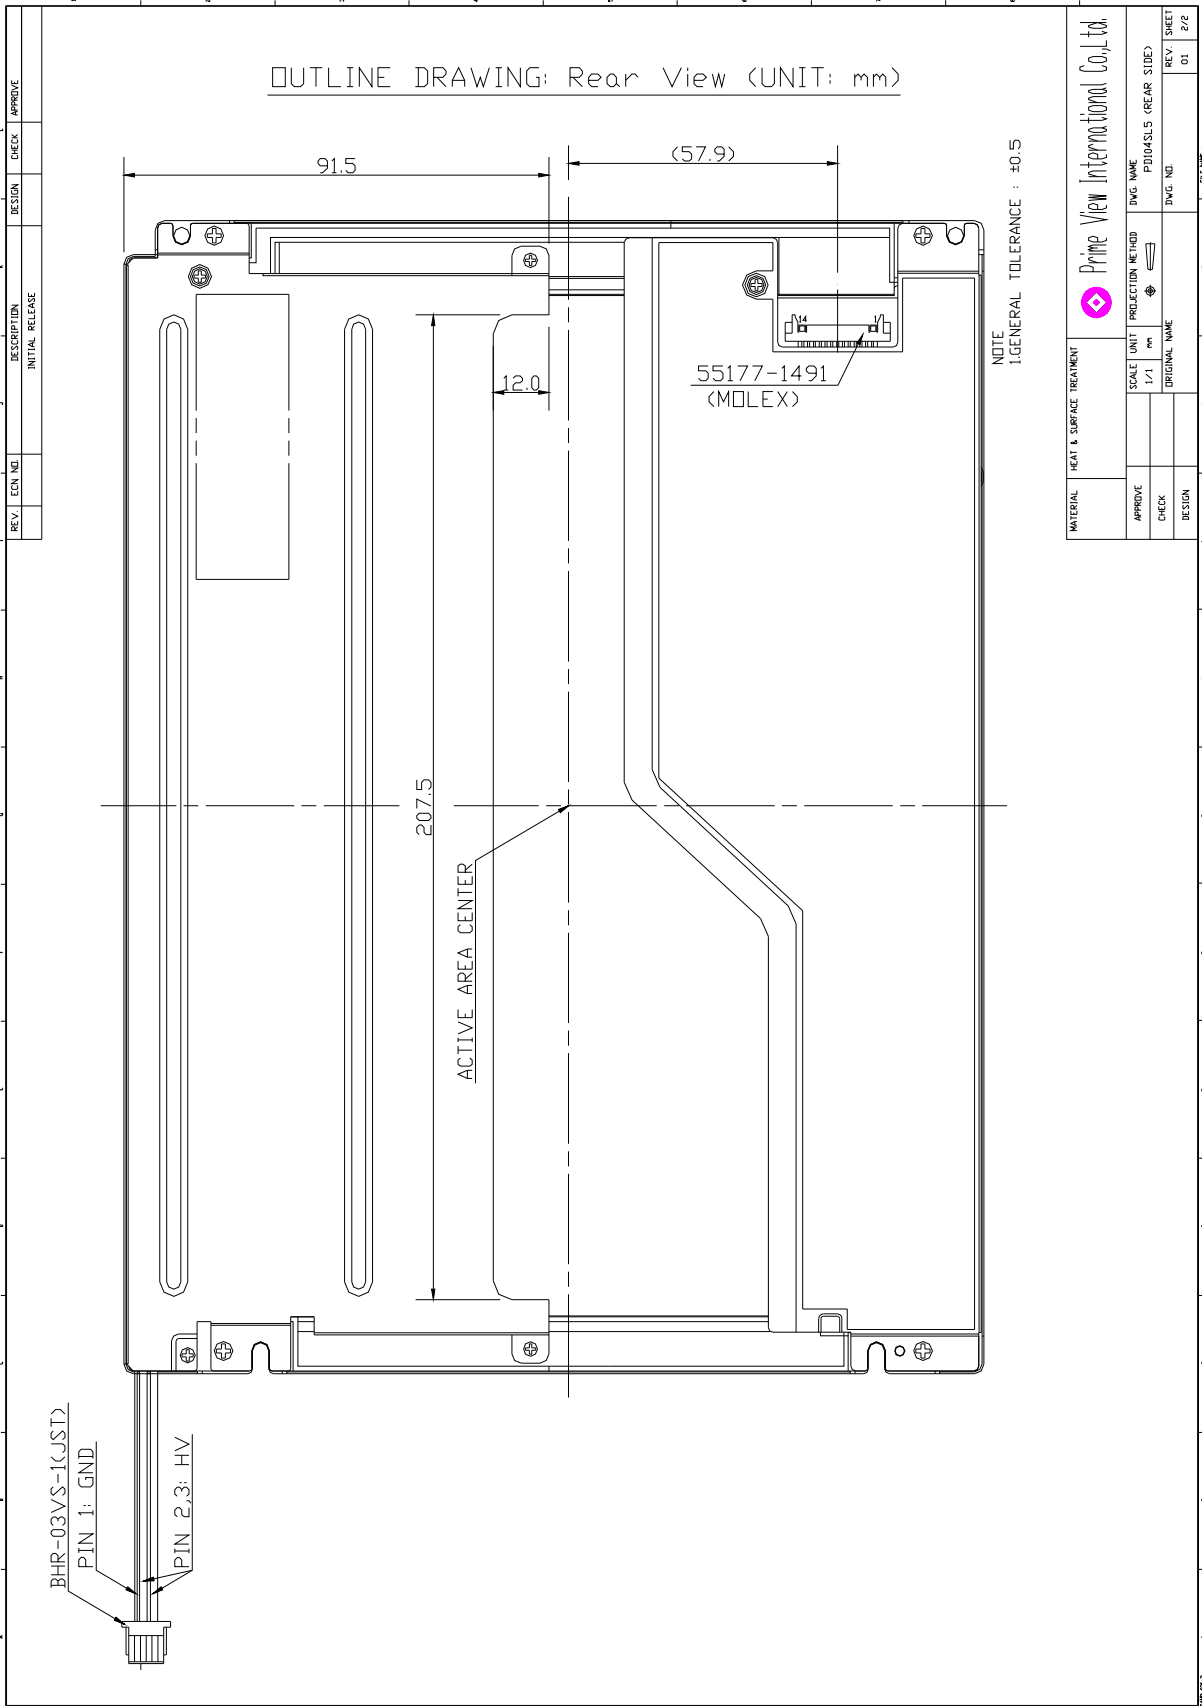 OUTLINE DRAWING: Rear View (UNIT: mm)
REV.
ECN NO.
DESCRIPTION
DESIGN
CHECK
APPROVE
INITIAL RELEASE
91.5
(57.9)
12.0
14
1
55177-1491
(MOLEX)
207.5
ACTIVE AREA CENTER
BHR-03VS-1(JST)
PIN 1: GND
PIN 2,3: HV
NOTE
1.GENERAL TOLERANCE : ±0.5
MATERIAL
HEAT & SURFACE TREATMENT
Prime View International Co.,Ltd.
APPROVE
CHECK
DESIGN
SCALE
1/1
UNIT
mm
PROJECTION METHOD
DWG. NAME
PD104SL5 (REAR SIDE)
ORIGINAL NAME
DWG. NO.
REV.
01
SHEET
2/2